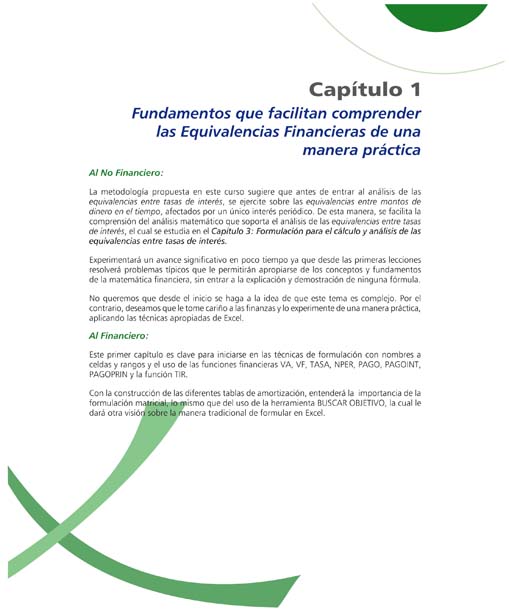 Capítulo 1
Fundamentos que facilitan comprender
las Equivalencias Financieras de una
manera práctica
Al No Financiero:
La metodología propuesta en este curso sugiere que antes de entrar al análisis de las
equivalencias entre tasas de interés, se ejercite sobre las equivalencias entre montos de
dinero en el tiempo, afectados por un único interés periódico. De esta manera, se facilita la
comprensión del análisis matemático que soporta el análisis de las equivalencias entre tasas
de interés, el cual se estudia en el Capítulo 3: Formulación para el cálculo y análisis de las
equivalencias entre tasas de interés.
Experimentará un avance significativo en poco tiempo ya que desde las primeras lecciones
resolverá problemas típicos que le permitirán apropiarse de los conceptos y fundamentos
de la matemática financiera, sin entrar a la explicación y demostración de ninguna fórmula.
No queremos que desde el inicio se haga a la idea de que este tema es complejo. Por el
contrario, deseamos que le tome cariño a las finanzas y lo experimente de una manera práctica,
aplicando las técnicas apropiadas de Excel.
Al Financiero:
Este primer capítulo es clave para iniciarse en las técnicas de formulación con nombres a
celdas y rangos y el uso de las funciones financieras VA, VF, TASA, NPER, PAGO, PAGOINT,
PAGOPRIN y la función TIR.
Con la construcción de las diferentes tablas de amortización, entenderá la importancia de la
formulación matricial, lo mismo que del uso de la herramienta BUSCAR OBJETIVO, la cual le
dará otra visión sobre la manera tradicional de formular en Excel.